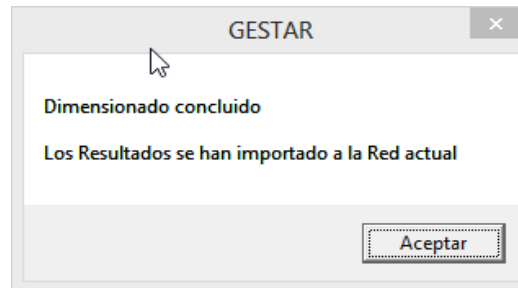 GESTAR
Dimensionado concluido
Los Resultados se han importado a la Red actual
Aceptar